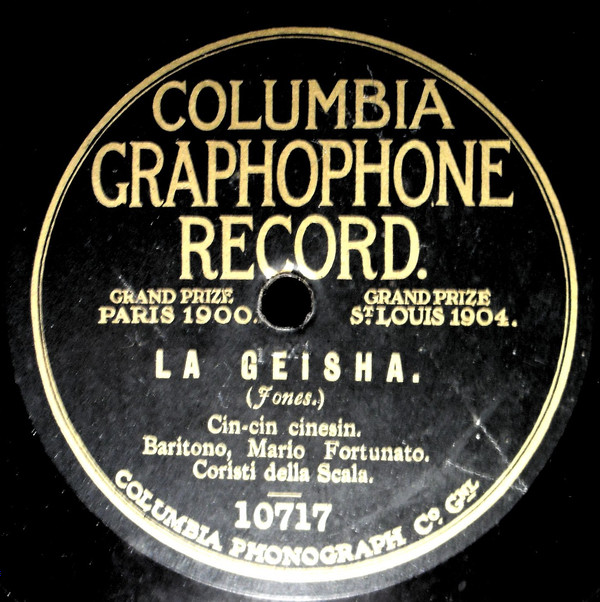 COLUMBIA
GRAPHOPHONE
RECORD.
GRAND PRIZE
PARIS 1900.
GRAND PRIZE
ST. LOUIS 1904.
LA GEISHA.
(Jones.)
Cin-cin cinesin.
Baritono, Mario Fortunato.
Coristi della Scala.
10717
COLUMBIA PHONOGRAPH Co GNL